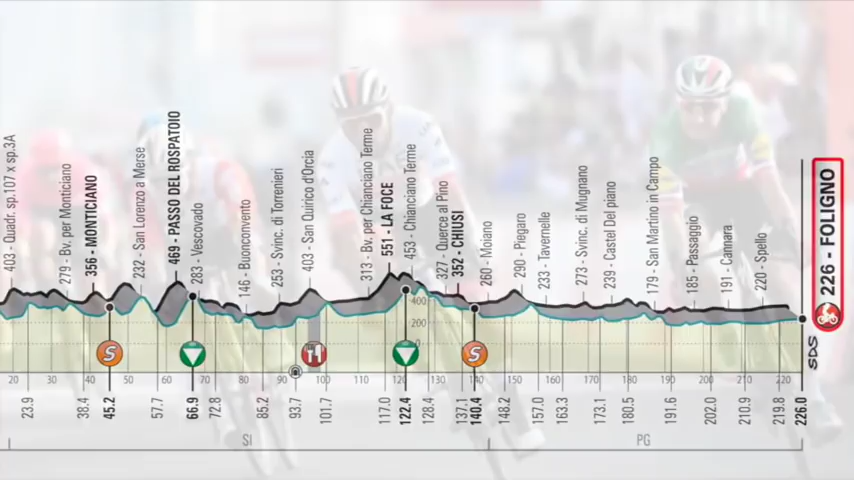 403 - Quadr. sp.107 x sp.3A
279 - Bv. per Monticiano
356 - MONTICIANO
232 - San Lorenzo a Merse
469 - PASSO DEL ROSPATOIO
283 - Vescovado
146 - Buonconvento
253 - Svinc. di Torrenieri
403 - San Quirico d'Orcia
313 - Bv. per Chianciano Terme
551 - LA FOCE
453 - Chianciano Terme
327 - Querce al Pino
352 - CHIUSI
260 - Moiano
290 - Piegaro
233 - Tavernelle
273 - Svinc. di Mugnano
239 - Castel Del piano
179 - San Martino in Campo
185 - Passaggio
191 - Cannara
220 - Spello
226 - FOLIGNO
400
200
0
S
S
SDS
20 30 40 50 60 70 80 90 100 110 120 130 140 150 160 170 180 190 200 210 220
23.9 38.4 45.2 57.7 66.9 72.8 85.2 93.7 101.7 117.0 122.4 128.4 137.1 140.4 148.2 157.0 163.3 173.1 180.5 191.6 202.0 210.9 219.8 226.0
SI
PG